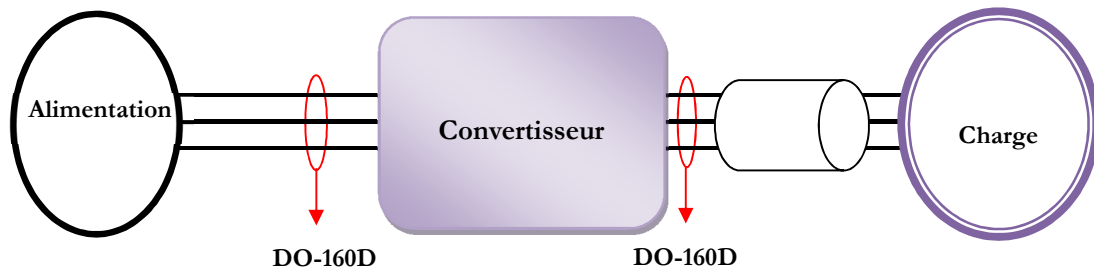 Alimentation
Convertisseur
Charge
DO-160D
DO-160D